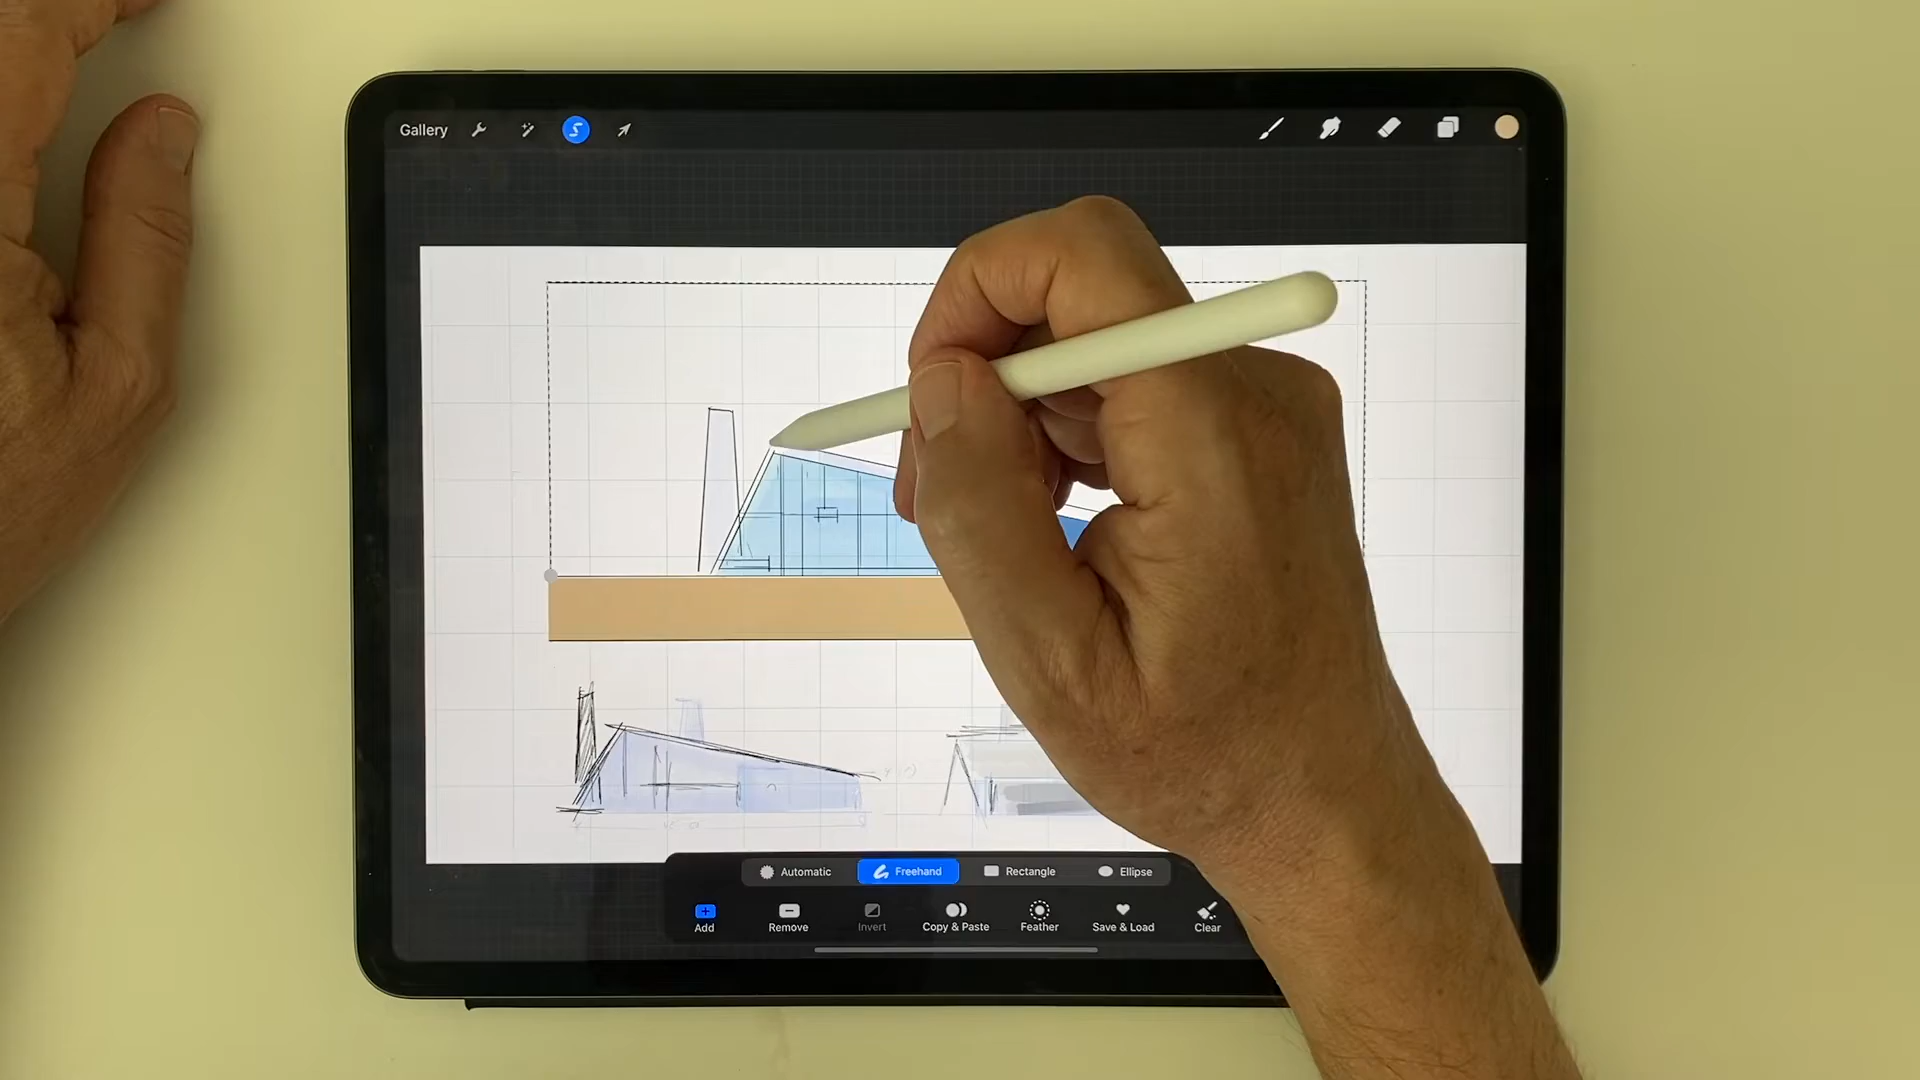 Gallery
Automatic Freehand Rectangle Ellipse
Add Remove Invert Copy & Paste Feather Save & Load Clear